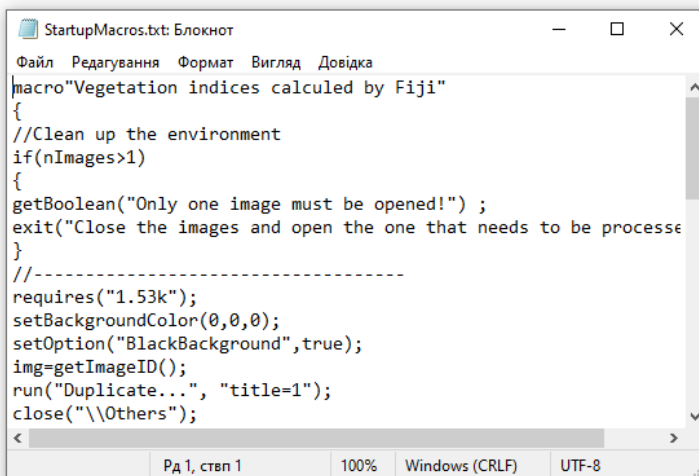 StartupMacros.txt: Блокнот
Файл Редагування Формат Вигляд Довідка
macro"Vegetation indices calculed by Fiji"
{
//Clean up the environment
if(nImages>1)
{
getBoolean("Only one image must be opened!") ;
exit("Close the images and open the one that needs to be processe
}
//------------------------------------
requires("1.53k");
setBackgroundColor(0,0,0);
setOption("BlackBackground",true);
img=getImageID();
run("Duplicate...", "title=1");
close("\\Others");
Рд 1, ствп 1 100% Windows (CRLF) UTF-8